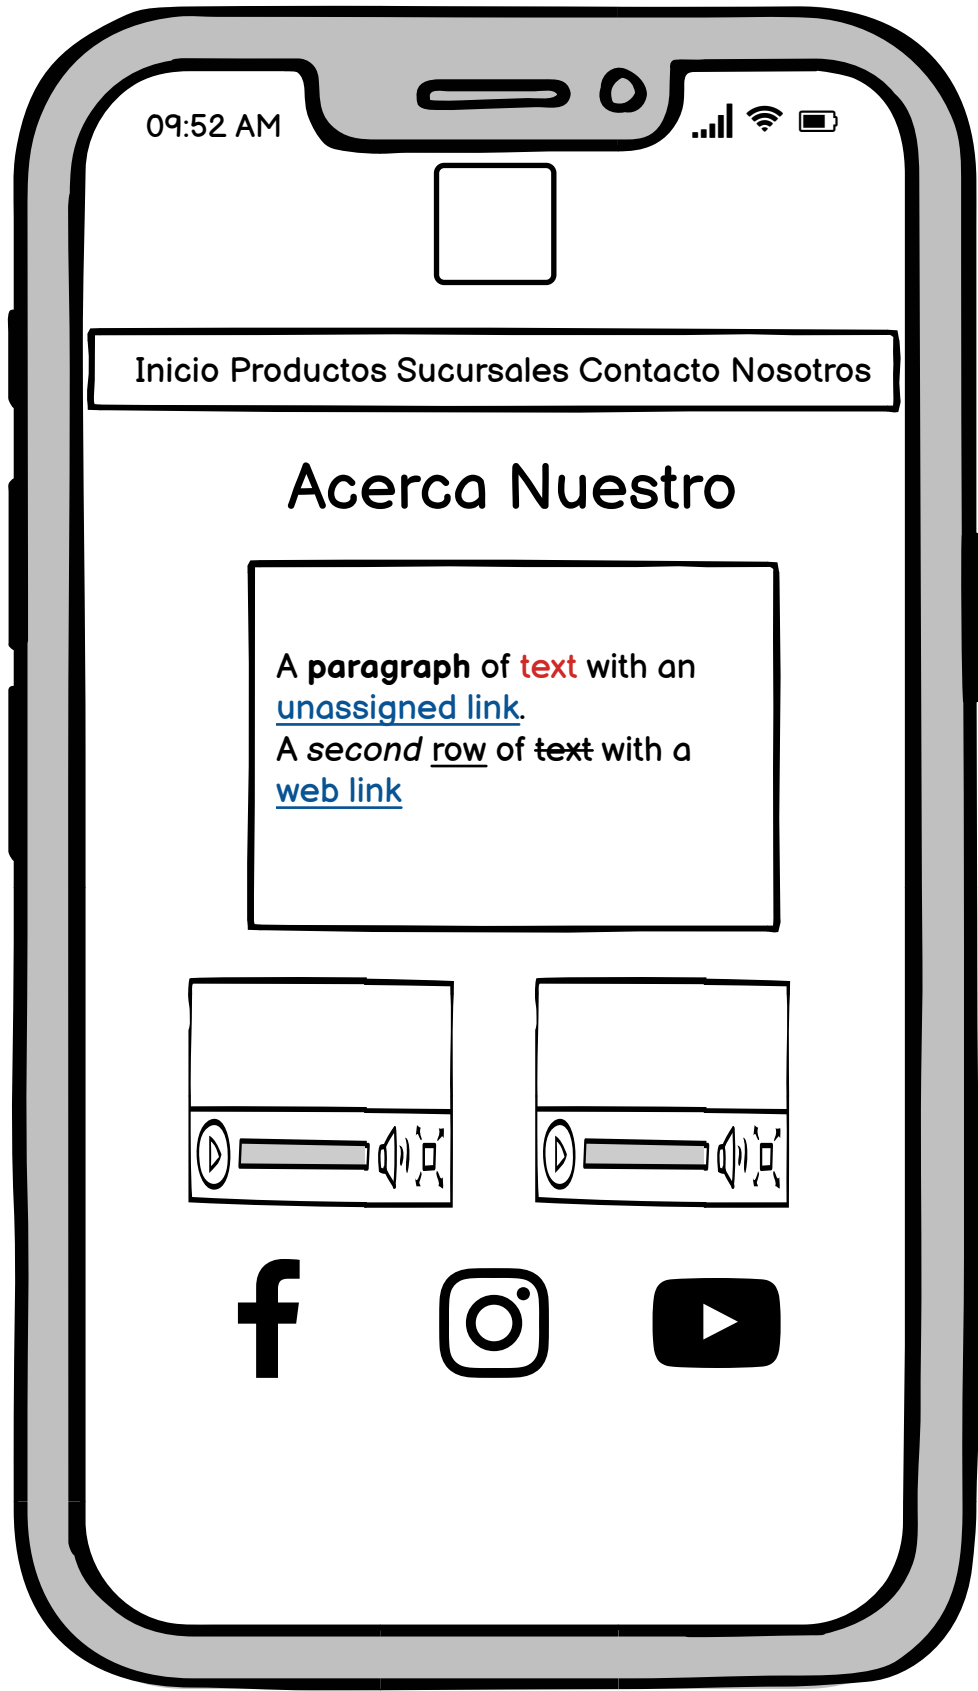 09:52 AM
Inicio Productos Sucursales Contacto Nosotros
Acerca Nuestro
A paragraph of text with an
unassigned link.
A second row of text with a
web link